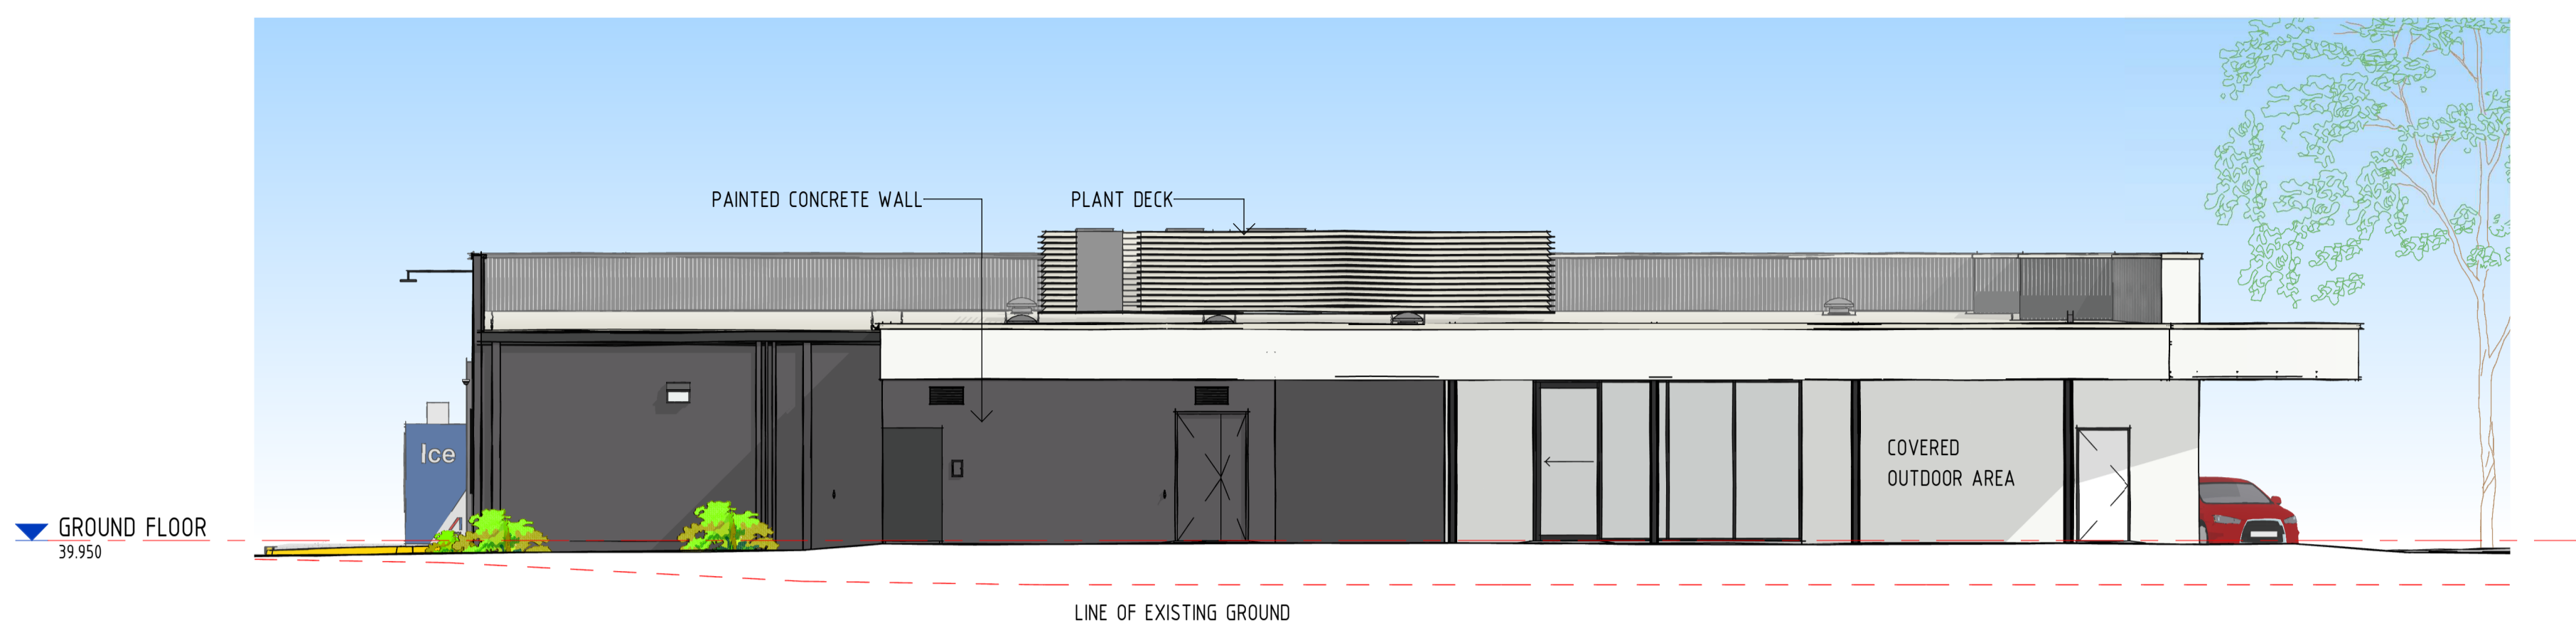 PAINTED CONCRETE WALL
PLANT DECK
Ice
COVERED
OUTDOOR AREA
GROUND FLOOR
39.950
LINE OF EXISTING GROUND